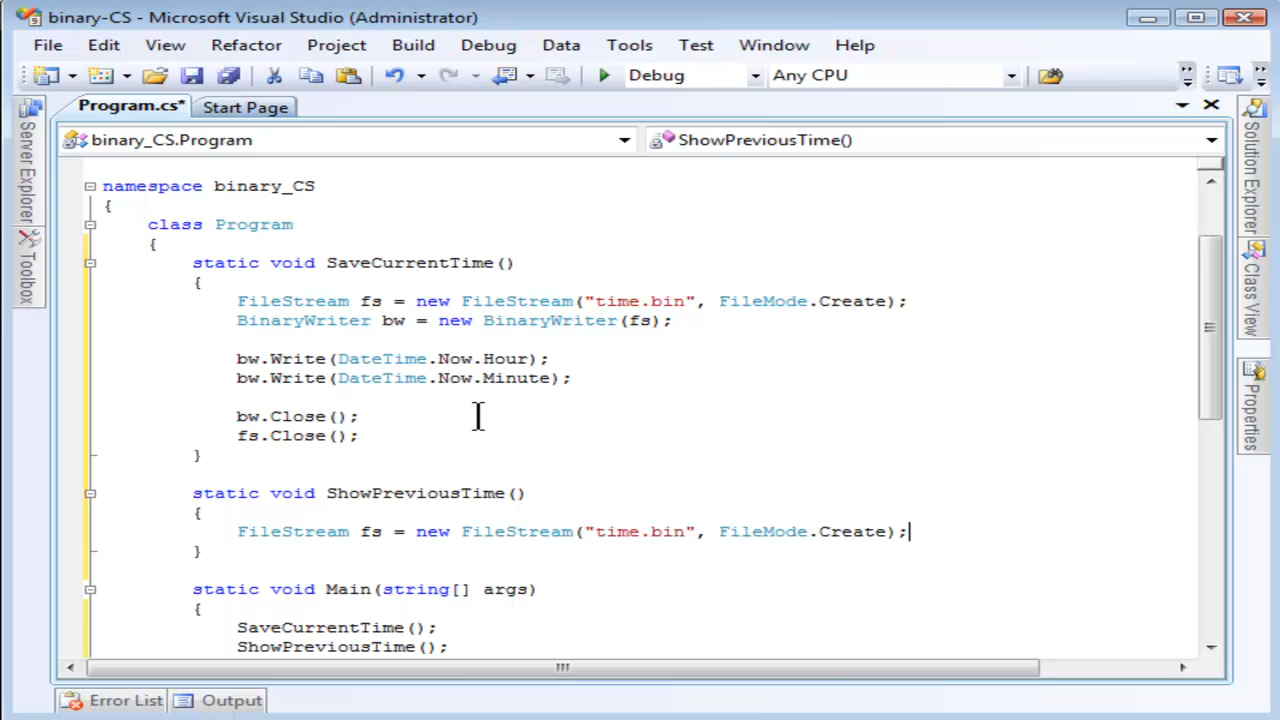 binary-CS - Microsoft Visual Studio (Administrator)
File Edit View Refactor Project Build Debug Data Tools Test Window Help
Debug Any CPU
Program.cs* Start Page
binary_CS.Program ShowPreviousTime()
namespace binary_CS
{
class Program
{
static void SaveCurrentTime()
{
FileStream fs = new FileStream("time.bin", FileMode.Create);
BinaryWriter bw = new BinaryWriter(fs);
bw.Write(DateTime.Now.Hour);
bw.Write(DateTime.Now.Minute);
bw.Close();
fs.Close();
}
static void ShowPreviousTime()
{
FileStream fs = new FileStream("time.bin", FileMode.Create);
}
static void Main(string[] args)
{
SaveCurrentTime();
ShowPreviousTime();
Server Explorer
Toolbox
Solution Explorer
Class View
Properties
Error List Output